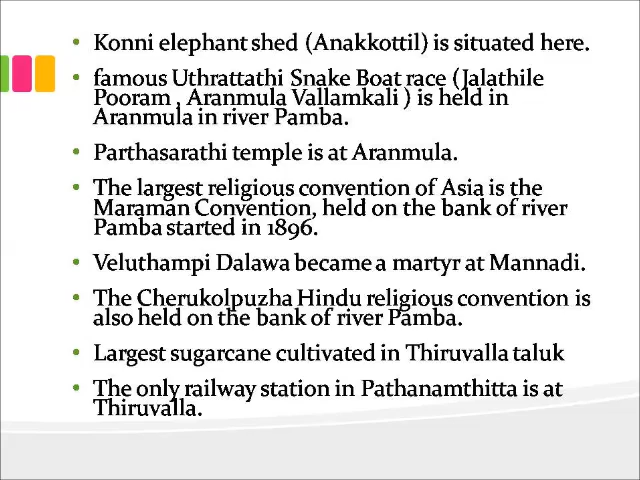 • Konni elephant shed (Anakkottil) is situated here.
• famous Uthrattathi Snake Boat race (Jalathile
Pooram , Aranmula Vallamkali ) is held in
Aranmula in river Pamba.
• Parthasarathi temple is at Aranmula.
• The largest religious convention of Asia is the
Maraman Convention, held on the bank of river
Pamba started in 1896.
• Veluthampi Dalawa became a martyr at Mannadi.
• The Cherukolpuzha Hindu religious convention is
also held on the bank of river Pamba.
• Largest sugarcane cultivated in Thiruvalla taluk
• The only railway station in Pathanamthitta is at
Thiruvalla.